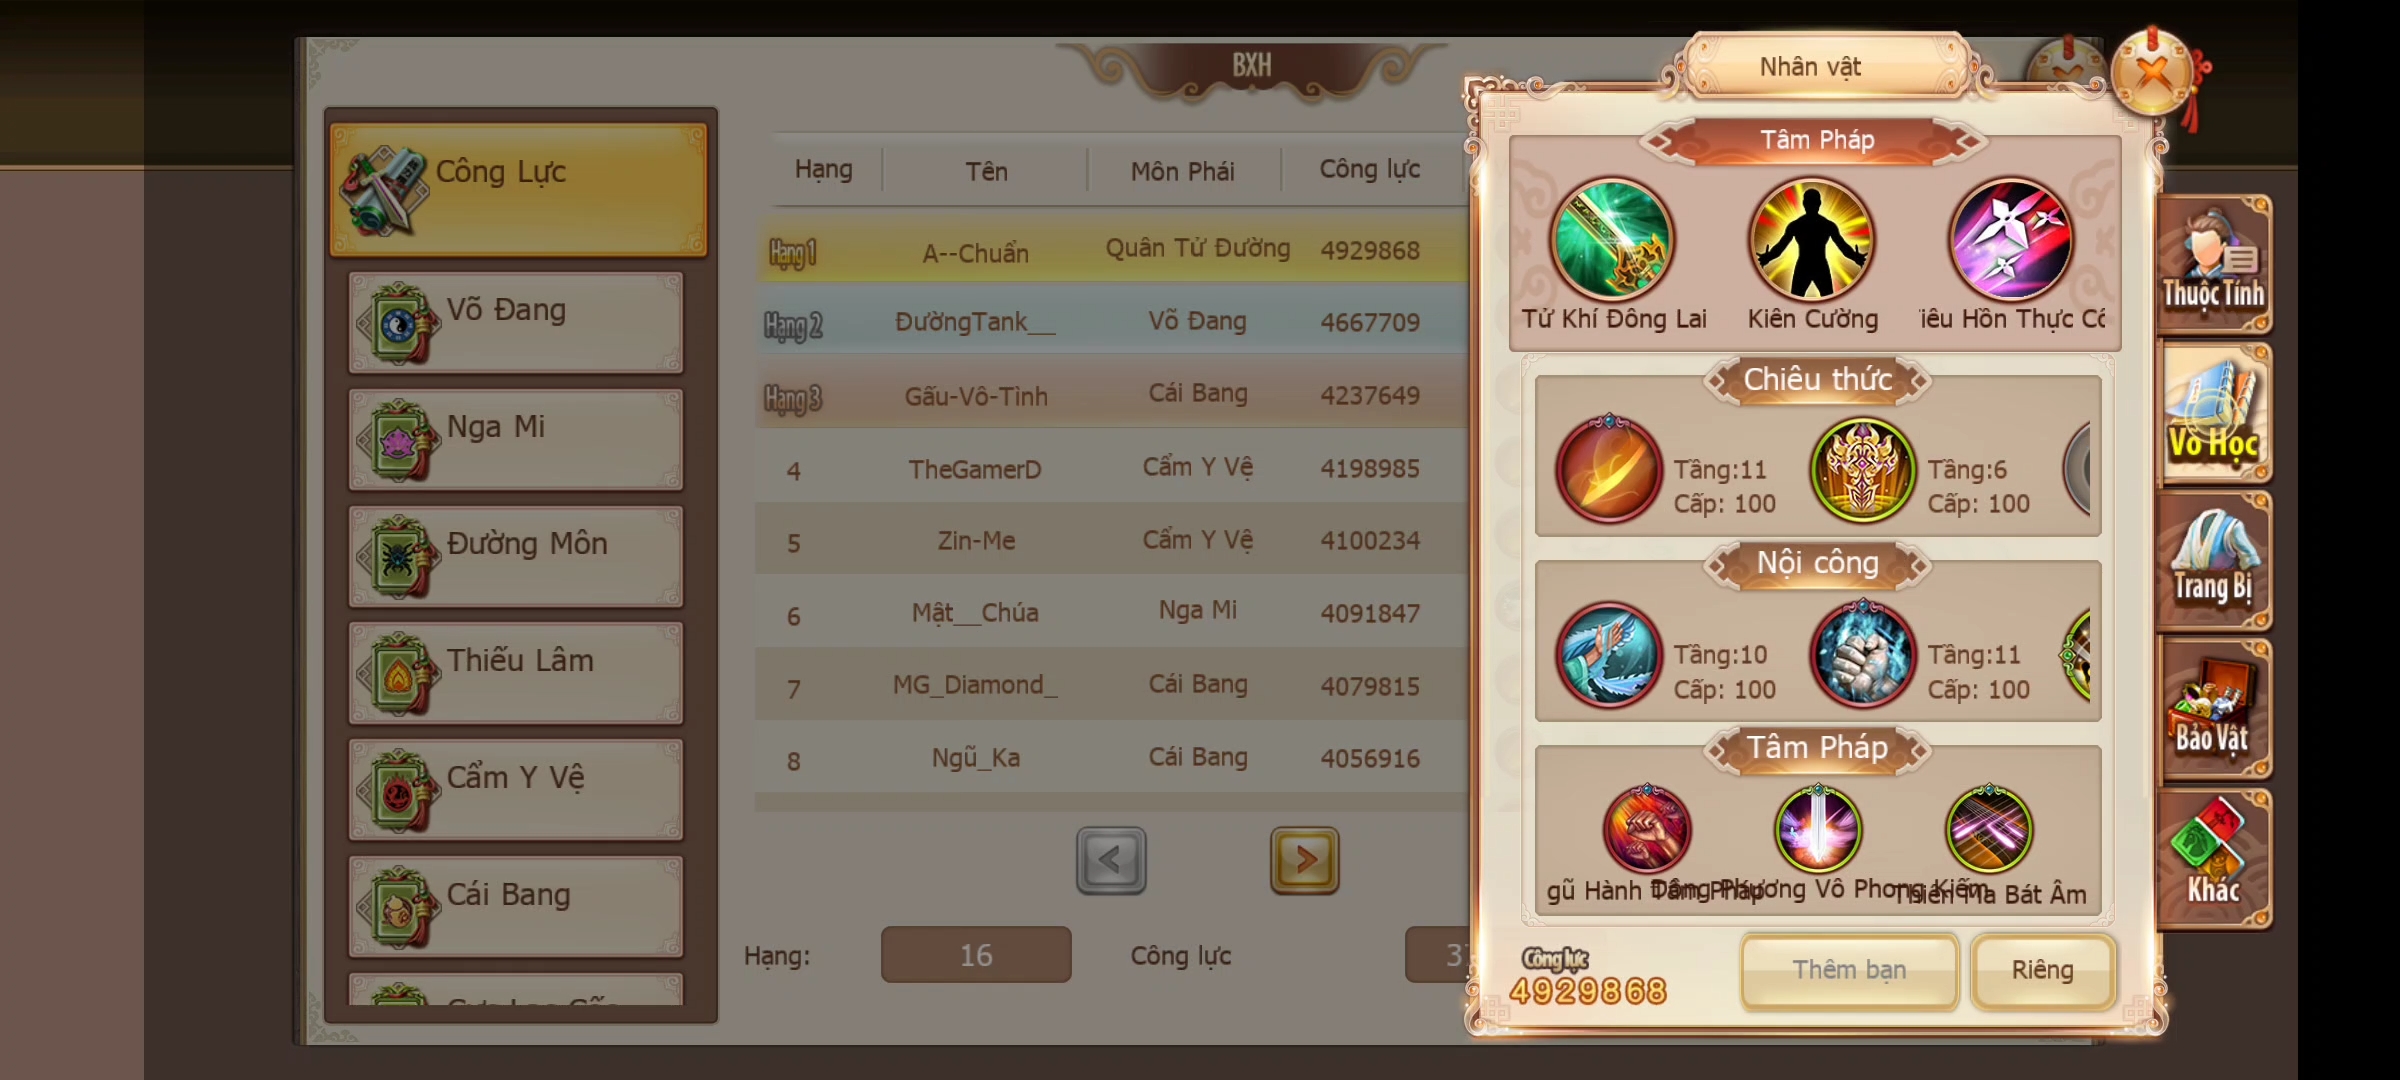 BXH
Công Lực
Võ Đang
Nga Mi
Đường Môn
Thiếu Lâm
Cẩm Y Vệ
Cái Bang
Hạng Tên Môn Phái Công lực
Hạng 1 A--Chuẩn Quân Tử Đường 4929868
Hạng 2 ĐườngTank__ Võ Đang 4667709
Hạng 3 Gấu-Vô-Tình Cái Bang 4237649
4 TheGamerD Cẩm Y Vệ 4198985
5 Zin-Me Cẩm Y Vệ 4100234
6 Mật__Chúa Nga Mi 4091847
7 MG_Diamond_ Cái Bang 4079815
8 Ngũ_Ka Cái Bang 4056916
< >
Hạng: 16 Công lực
Nhân vật
Tâm Pháp
Tử Khí Đông Lai Kiên Cường iêu Hồn Thực Cố
Chiêu thức
Tầng:11 Tầng:6
Cấp: 100 Cấp: 100
Nội công
Tầng:10 Tầng:11
Cấp: 100 Cấp: 100
Tâm Pháp
gũ Hành Tâm Pháp Đông Phương Vô Phong Kiếm Thiên Ma Bát Âm
Công lực
4929868
Thêm bạn Riêng
Thuộc Tính
Võ Học
Trang Bị
Bảo Vật
Khác